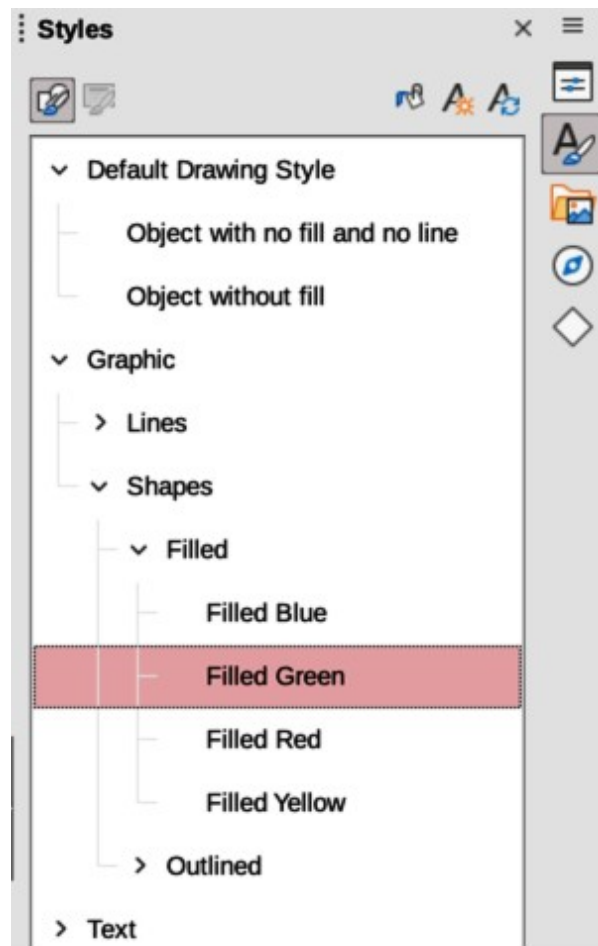 Styles
Default Drawing Style
Object with no fill and no line
Object without fill
Graphic
Lines
Shapes
Filled
Filled Blue
Filled Green
Filled Red
Filled Yellow
Outlined
Text